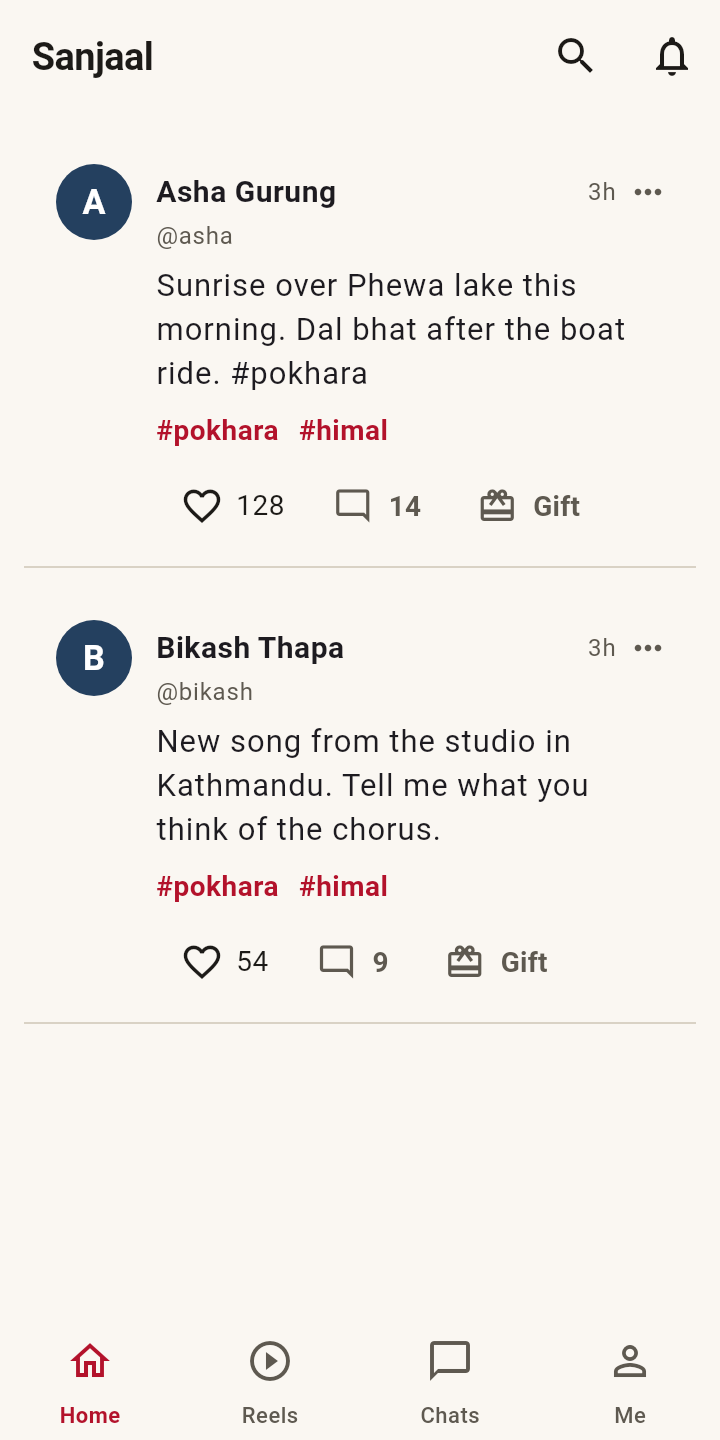 Sanjaal
A
Asha Gurung
3h
@asha
Sunrise over Phewa lake this
morning. Dal bhat after the boat
ride. #pokhara
#pokhara #himal
128
14
Gift
B
Bikash Thapa
3h
@bikash
New song from the studio in
Kathmandu. Tell me what you
think of the chorus.
#pokhara #himal
54
9
Gift
Home
Reels
Chats
Me